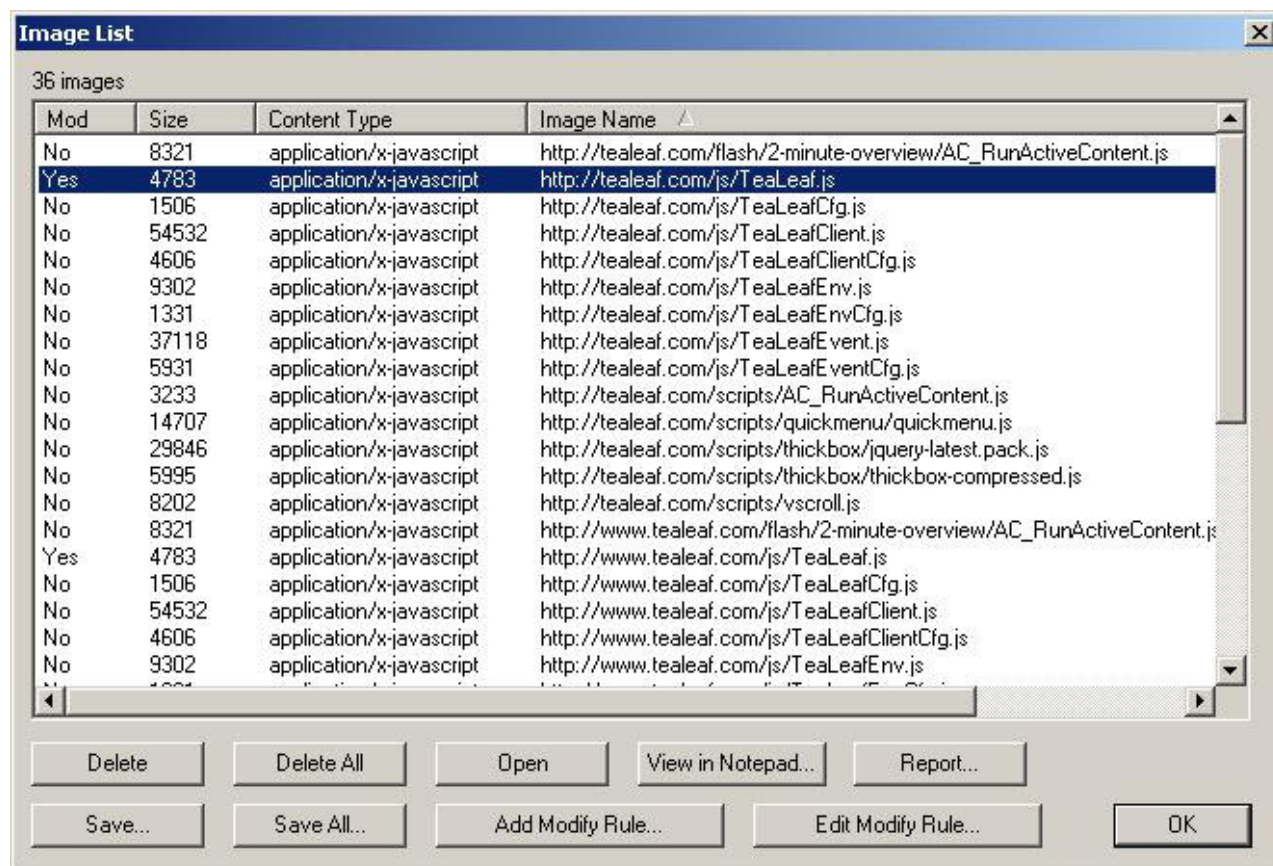 Image List
36 images
Mod Size Content Type Image Name
No 8321 application/x-javascript http://tealeaf.com/flash/2-minute-overview/AC_RunActiveContent.js
Yes 4783 application/x-javascript http://tealeaf.com/js/TeaLeaf.js
No 1506 application/x-javascript http://tealeaf.com/js/TeaLeafCfg.js
No 54532 application/x-javascript http://tealeaf.com/js/TeaLeafClient.js
No 4606 application/x-javascript http://tealeaf.com/js/TeaLeafClientCfg.js
No 9302 application/x-javascript http://tealeaf.com/js/TeaLeafEnv.js
No 1331 application/x-javascript http://tealeaf.com/js/TeaLeafEnvCfg.js
No 37118 application/x-javascript http://tealeaf.com/js/TeaLeafEvent.js
No 5931 application/x-javascript http://tealeaf.com/js/TeaLeafEventCfg.js
No 3233 application/x-javascript http://tealeaf.com/scripts/AC_RunActiveContent.js
No 14707 application/x-javascript http://tealeaf.com/scripts/quickmenu/quickmenu.js
No 29846 application/x-javascript http://tealeaf.com/scripts/thickbox/jquery-latest.pack.js
No 5995 application/x-javascript http://tealeaf.com/scripts/thickbox/thickbox-compressed.js
No 8202 application/x-javascript http://tealeaf.com/scripts/vscroll.js
No 8321 application/x-javascript http://www.tealeaf.com/flash/2-minute-overview/AC_RunActiveContent.js
Yes 4783 application/x-javascript http://www.tealeaf.com/js/TeaLeaf.js
No 1506 application/x-javascript http://www.tealeaf.com/js/TeaLeafCfg.js
No 54532 application/x-javascript http://www.tealeaf.com/js/TeaLeafClient.js
No 4606 application/x-javascript http://www.tealeaf.com/js/TeaLeafClientCfg.js
No 9302 application/x-javascript http://www.tealeaf.com/js/TeaLeafEnv.js
Delete Delete All Open View in Notepad... Report...
Save... Save All... Add Modify Rule... Edit Modify Rule... OK